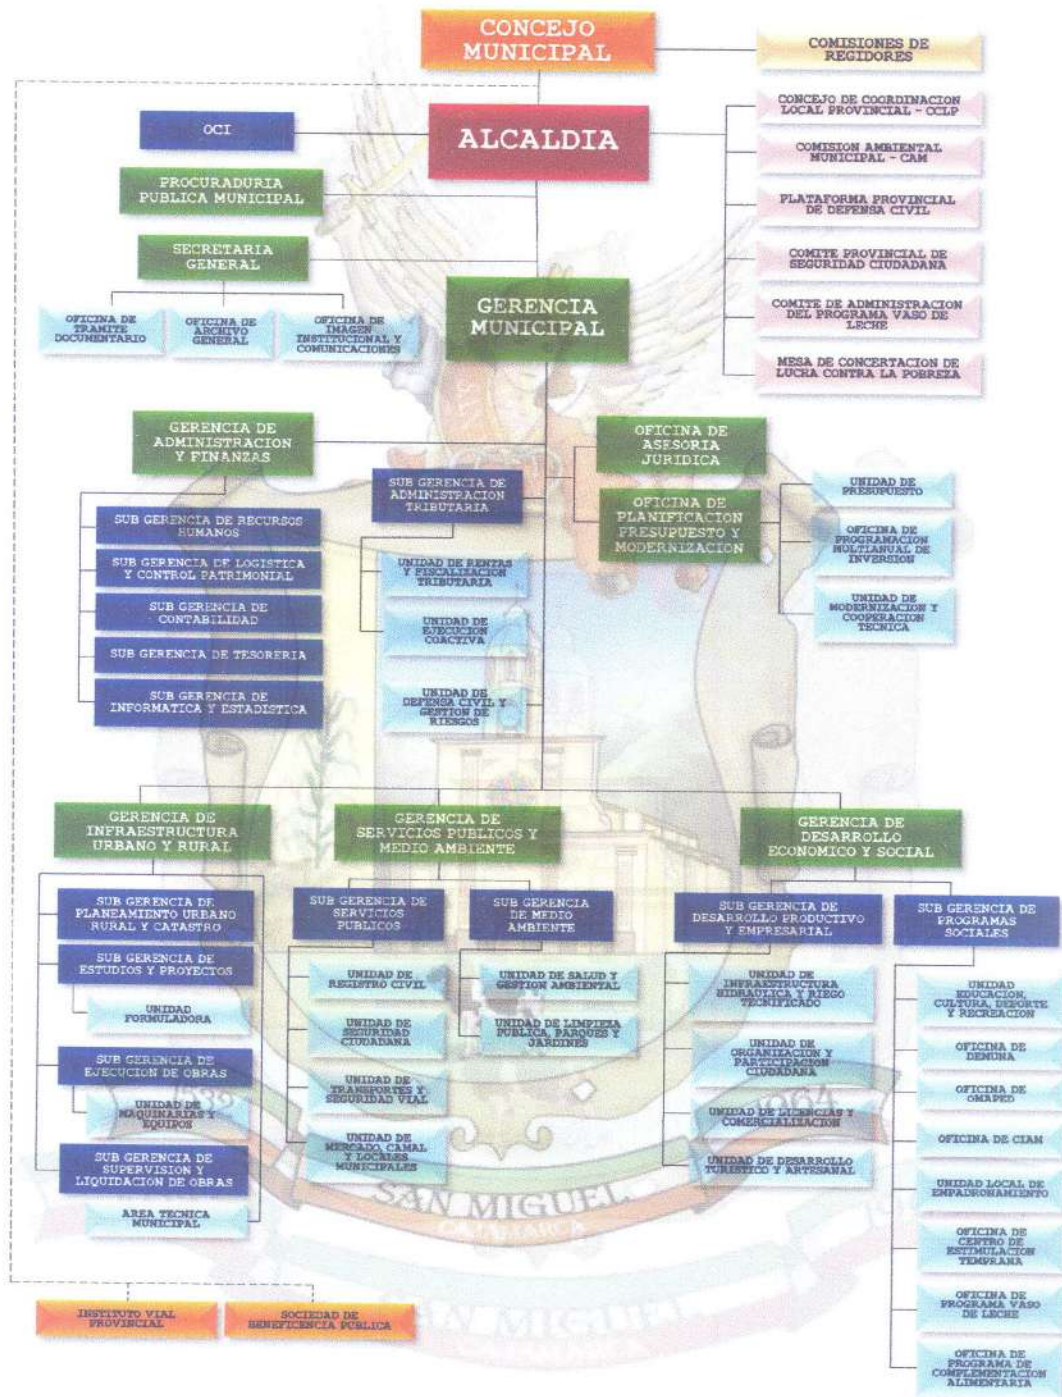 CONCEJO
MUNICIPAL
COMISIONES DE
REGIDORES
OCI
ALCALDIA
CONCEJO DE COORDINACION
LOCAL PROVINCIAL - CCLP
COMISION AMBIENTAL
MUNICIPAL - CAM
PLATAFORMA PROVINCIAL
DE DEFENSA CIVIL
COMITE PROVINCIAL DE
SEGURIDAD CIUDADANA
COMITE DE ADMINISTRACION
DEL PROGRAMA VASO DE
LECHE
MESA DE CONCERTACION DE
LUCHA CONTRA LA POBREZA
PROCURADURIA
PUBLICA MUNICIPAL
SECRETARIA
GENERAL
OFICINA DE
TRAMITE
DOCUMENTARIO
OFICINA DE
ARCHIVO
GENERAL
OFICINA DE
IMAGEN
INSTITUCIONAL Y
COMUNICACIONES
GERENCIA
MUNICIPAL
GERENCIA DE
ADMINISTRACION
Y FINANZAS
SUB GERENCIA DE RECURSOS
HUMANOS
SUB GERENCIA DE LOGISTICA
Y CONTROL PATRIMONIAL
SUB GERENCIA DE
CONTABILIDAD
SUB GERENCIA DE TESORERIA
SUB GERENCIA DE
INFORMATICA Y ESTADISTICA
SUB GERENCIA DE
ADMINISTRACION
TRIBUTARIA
UNIDAD DE RENTAS
Y FISCALIZACION
TRIBUTARIA
UNIDAD DE
EJECUCION
COACTIVA
UNIDAD DE
DEFENSA CIVIL Y
GESTION DE
RIESGOS
OFICINA DE
ASESORIA
JURIDICA
OFICINA DE
PLANIFICACION
PRESUPUESTO Y
MODERNIZACION
UNIDAD DE
PRESUPUESTO
OFICINA DE
PROGRAMACION
MULTIANUAL DE
INVERSION
UNIDAD DE
MODERNIZACION Y
COOPERACION
TECNICA
GERENCIA DE
INFRAESTRUCTURA
URBANO Y RURAL
SUB GERENCIA DE
PLANEAMIENTO URBANO
RURAL Y CATASTRO
SUB GERENCIA DE
ESTUDIOS Y PROYECTOS
UNIDAD
FORMULADORA
SUB GERENCIA DE
EJECUCION DE OBRAS
UNIDAD DE
MAQUINARIAS Y
EQUIPOS
SUB GERENCIA DE
SUPERVISION Y
LIQUIDACION DE OBRAS
AREA TECNICA
MUNICIPAL
GERENCIA DE
SERVICIOS PUBLICOS Y
MEDIO AMBIENTE
SUB GERENCIA DE
SERVICIOS
PUBLICOS
UNIDAD DE
REGISTRO CIVIL
UNIDAD DE
SEGURIDAD
CIUDADANA
UNIDAD DE
TRANSPORTES Y
SEGURIDAD VIAL
UNIDAD DE
MERCADO, CAMAL
Y LOCALES
MUNICIPALES
SUB GERENCIA
DE MEDIO
AMBIENTE
UNIDAD DE SALUD Y
GESTION AMBIENTAL
UNIDAD DE LIMPIEZA
PUBLICA, PARQUES Y
JARDINES
GERENCIA DE
DESARROLLO
ECONOMICO Y SOCIAL
SUB GERENCIA DE
DESARROLLO PRODUCTIVO
Y EMPRESARIAL
UNIDAD DE
INFRAESTRUCTURA
HIDRAULICA Y RIEGO
TECNIFICADO
UNIDAD DE
ORGANIZACION Y
PARTICIPACION
CIUDADANA
UNIDAD DE LICENCIAS Y
COMERCIALIZACION
UNIDAD DE DESARROLLO
TURISTICO Y ARTESANAL
SUB GERENCIA DE
PROGRAMAS
SOCIALES
UNIDAD
EDUCACION,
CULTURA, DEPORTE
Y RECREACION
OFICINA DE
DEMUNA
OFICINA DE
OMAPED
OFICINA DE CIAM
UNIDAD LOCAL DE
EMPADRONAMIENTO
OFICINA DE
CENTRO DE
ESTIMULACION
TEMPRANA
OFICINA DE
PROGRAMA VASO
DE LECHE
OFICINA DE
PROGRAMA DE
COMPLEMENTACION
ALIMENTARIA
1964
SAN MIGUEL
CAJAMARCA
SAN MIGUEL
INSTITUTO VIAL
PROVINCIAL
SOCIEDAD DE
BENEFICENCIA PUBLICA